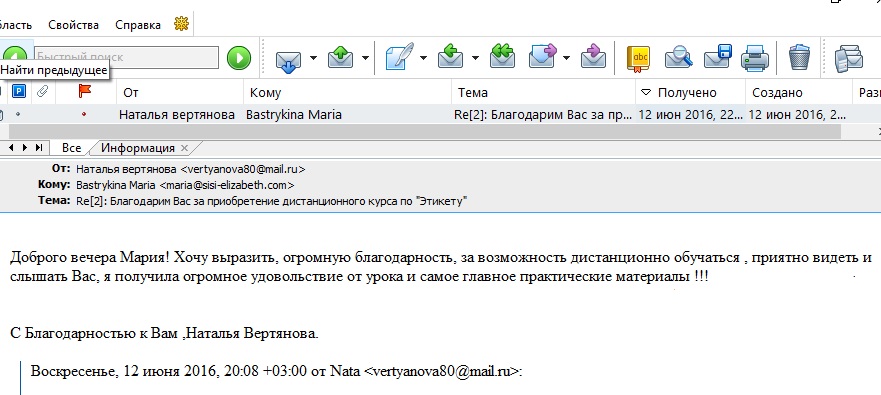 бласть Свойства Справка
Быстрый поиск
Найти предыдущее
abc
От Кому Тема Получено Создано Раз
Наталья вертянова Bastrykina Maria Re[2]: Благодарим Вас за пр... 12 июн 2016, 22... 12 июн 2016, 2...
Все Информация
От: Наталья вертянова <vertyanova80@mail.ru>
Кому: Bastrykina Maria <maria@sisi-elizabeth.com>
Тема: Re[2]: Благодарим Вас за приобретение дистанционного курса по "Этикету"
Доброго вечера Мария! Хочу выразить, огромную благодарность, за возможность дистанционно обучаться , приятно видеть и
слышать Вас, я получила огромное удовольствие от урока и самое главное практические материалы !!!
С Благодарностью к Вам ,Наталья Вертянова.
Воскресенье, 12 июня 2016, 20:08 +03:00 от Nata <vertyanova80@mail.ru>: